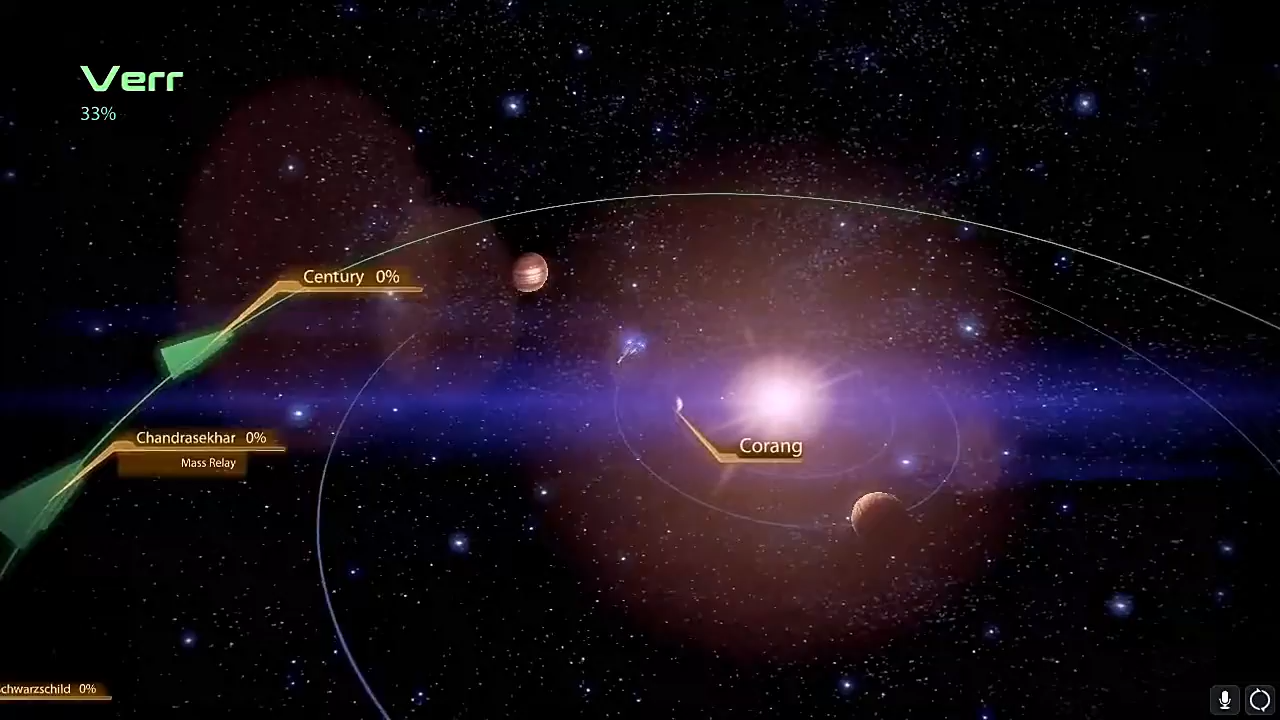 Verr
33%
Century 0%
Chandrasekhar 0%
Mass Relay
Corang
chwarzschild 0%